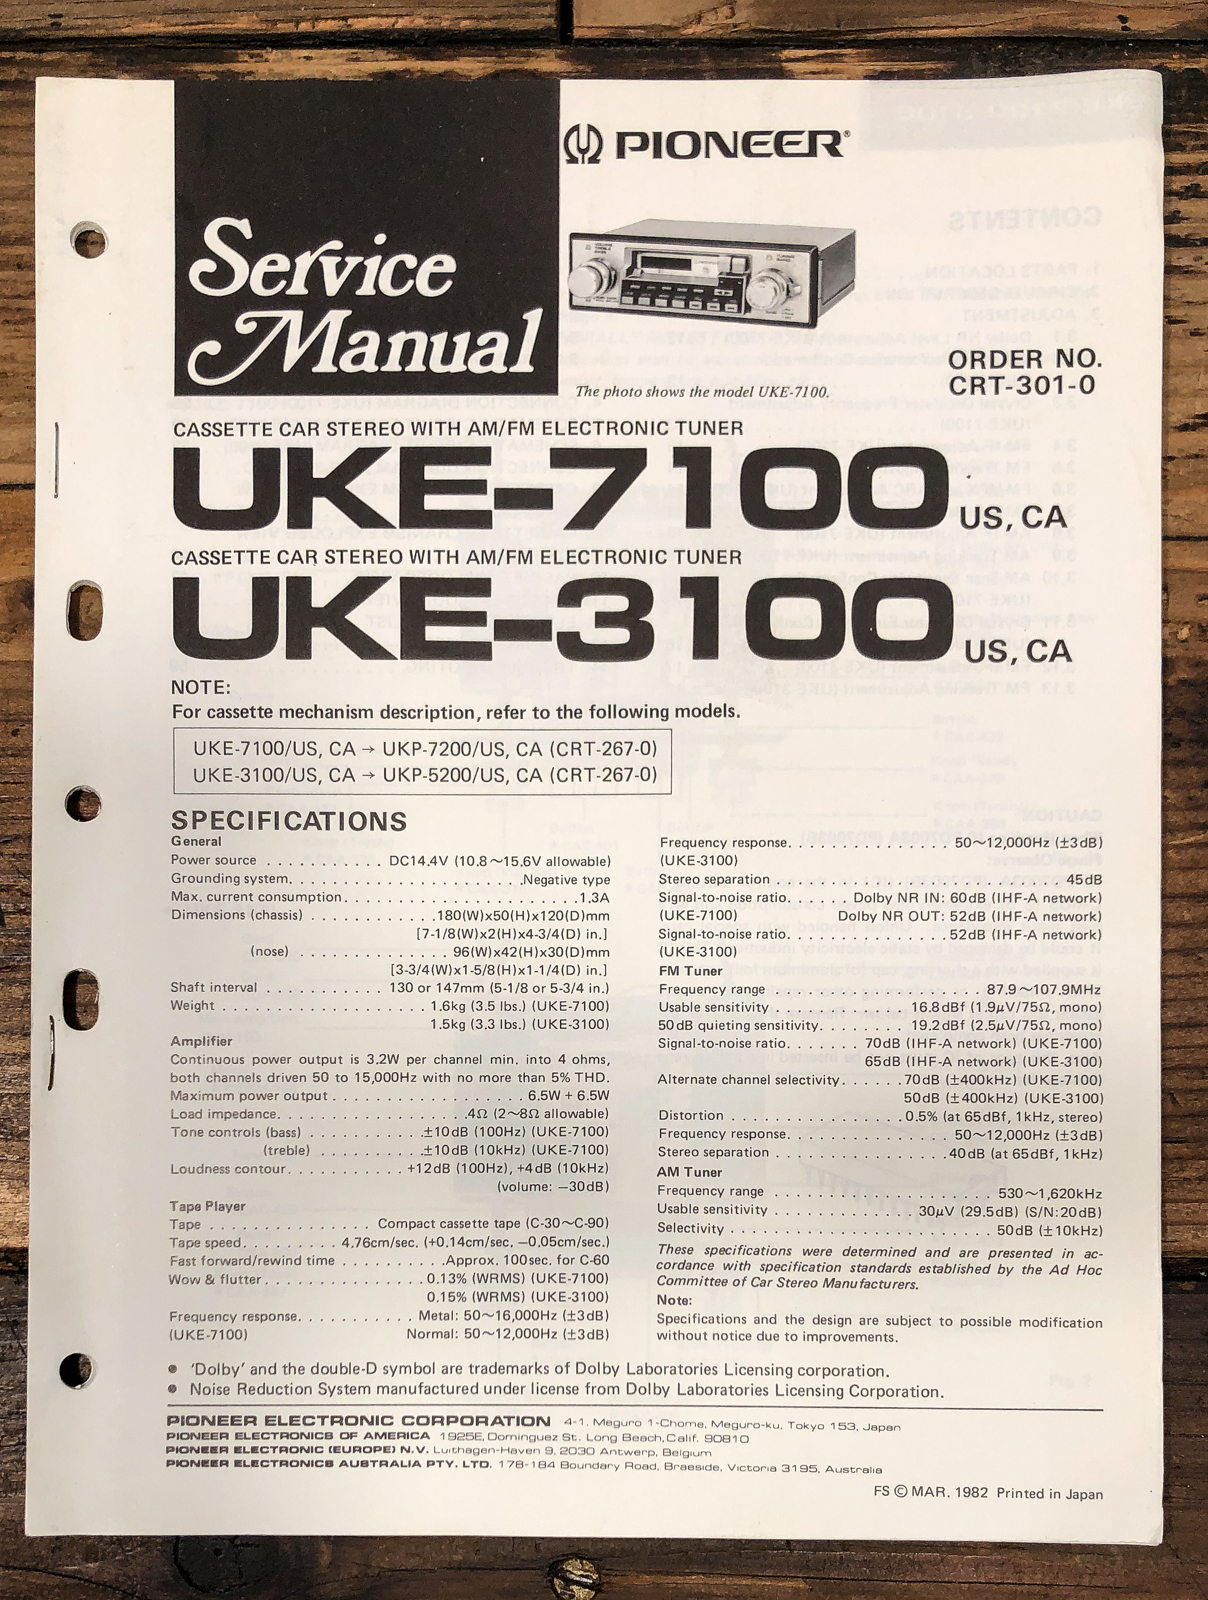 PIONEER®
Service
Manual
The photo shows the model UKE-7100.
ORDER NO.
CRT-301-0
CASSETTE CAR STEREO WITH AM/FM ELECTRONIC TUNER
UKE-7100 US, CA
CASSETTE CAR STEREO WITH AM/FM ELECTRONIC TUNER
UKE-3100 US, CA
NOTE:
For cassette mechanism description, refer to the following models.
UKE-7100/US, CA → UKP-7200/US, CA (CRT-267-0)
UKE-3100/US, CA → UKP-5200/US, CA (CRT-267-0)
SPECIFICATIONS
General
Power source . . . . . . . . . . . DC14.4V (10.8～15.6V allowable)
Grounding system. . . . . . . . . . . . . . . . . . . . . .Negative type
Max. current consumption. . . . . . . . . . . . . . . . . . . . . .1.3A
Dimensions (chassis) . . . . . . . . . . . .180(W)x50(H)x120(D)mm
[7-1/8(W)x2(H)x4-3/4(D) in.]
(nose) . . . . . . . . . . . . . . 96(W)x42(H)x30(D)mm
[3-3/4(W)x1-5/8(H)x1-1/4(D) in.]
Shaft interval . . . . . . . . . . . 130 or 147mm (5-1/8 or 5-3/4 in.)
Weight . . . . . . . . . . . . . . . . . . . 1.6kg (3.5 lbs.) (UKE-7100)
1.5kg (3.3 lbs.) (UKE-3100)
Amplifier
Continuous power output is 3.2W per channel min. into 4 ohms,
both channels driven 50 to 15,000Hz with no more than 5% THD.
Maximum power output . . . . . . . . . . . . . . . . . . 6.5W + 6.5W
Load impedance. . . . . . . . . . . . . . . . . .4Ω (2～8Ω allowable)
Tone controls (bass) . . . . . . . . . . .±10dB (100Hz) (UKE-7100)
(treble) . . . . . . . . . .±10dB (10kHz) (UKE-7100)
Loudness contour. . . . . . . . . . . +12dB (100Hz), +4dB (10kHz)
(volume: −30dB)
Tape Player
Tape . . . . . . . . . . . . . . . Compact cassette tape (C-30～C-90)
Tape speed. . . . . . . . . 4.76cm/sec. (+0.14cm/sec, −0.05cm/sec.)
Fast forward/rewind time . . . . . . . . . .Approx. 100sec. for C-60
Wow & flutter . . . . . . . . . . . . . . . 0.13% (WRMS) (UKE-7100)
0.15% (WRMS) (UKE-3100)
Frequency response. . . . . . . . . . . Metal: 50～16,000Hz (±3dB)
(UKE-7100) Normal: 50～12,000Hz (±3dB)
Frequency response. . . . . . . . . . . . . . . 50～12,000Hz (±3dB)
(UKE-3100)
Stereo separation . . . . . . . . . . . . . . . . . . . . . . . . . . . . 45dB
Signal-to-noise ratio. . . . . . . Dolby NR IN: 60dB (IHF-A network)
(UKE-7100) Dolby NR OUT: 52dB (IHF-A network)
Signal-to-noise ratio. . . . . . . . . . . . . . . .52dB (IHF-A network)
(UKE-3100)
FM Tuner
Frequency range . . . . . . . . . . . . . . . . . . . . 87.9～107.9MHz
Usable sensitivity . . . . . . . . . . . . . 16.8dBf (1.9μV/75Ω, mono)
50dB quieting sensitivity. . . . . . . . 19.2dBf (2.5μV/75Ω, mono)
Signal-to-noise ratio. . . . . . . 70dB (IHF-A network) (UKE-7100)
65dB (IHF-A network) (UKE-3100)
Alternate channel selectivity. . . . . . 70dB (±400kHz) (UKE-7100)
50dB (±400kHz) (UKE-3100)
Distortion . . . . . . . . . . . . . . . . . 0.5% (at 65dBf, 1kHz, stereo)
Frequency response. . . . . . . . . . . . . . . 50～12,000Hz (±3dB)
Stereo separation . . . . . . . . . . . . . . . . .40dB (at 65dBf, 1kHz)
AM Tuner
Frequency range . . . . . . . . . . . . . . . . . . . . . 530～1,620kHz
Usable sensitivity . . . . . . . . . . . . . 30μV (29.5dB) (S/N:20dB)
Selectivity . . . . . . . . . . . . . . . . . . . . . . . . . . 50dB (±10kHz)
These specifications were determined and are presented in ac-
cordance with specification standards established by the Ad Hoc
Committee of Car Stereo Manufacturers.
Note:
Specifications and the design are subject to possible modification
without notice due to improvements.
● 'Dolby' and the double-D symbol are trademarks of Dolby Laboratories Licensing corporation.
● Noise Reduction System manufactured under license from Dolby Laboratories Licensing Corporation.
PIONEER ELECTRONIC CORPORATION 4-1, Meguro 1-Chome, Meguro-ku, Tokyo 153, Japan
PIONEER ELECTRONICS OF AMERICA 1925E, Dominguez St. Long Beach, Calif. 90810
PIONEER ELECTRONIC (EUROPE) N.V. Luithagen-Haven 9, 2030 Antwerp, Belgium
PIONEER ELECTRONICS AUSTRALIA PTY. LTD. 178-184 Boundary Road, Braeside, Victoria 3195, Australia
FS © MAR. 1982 Printed in Japan